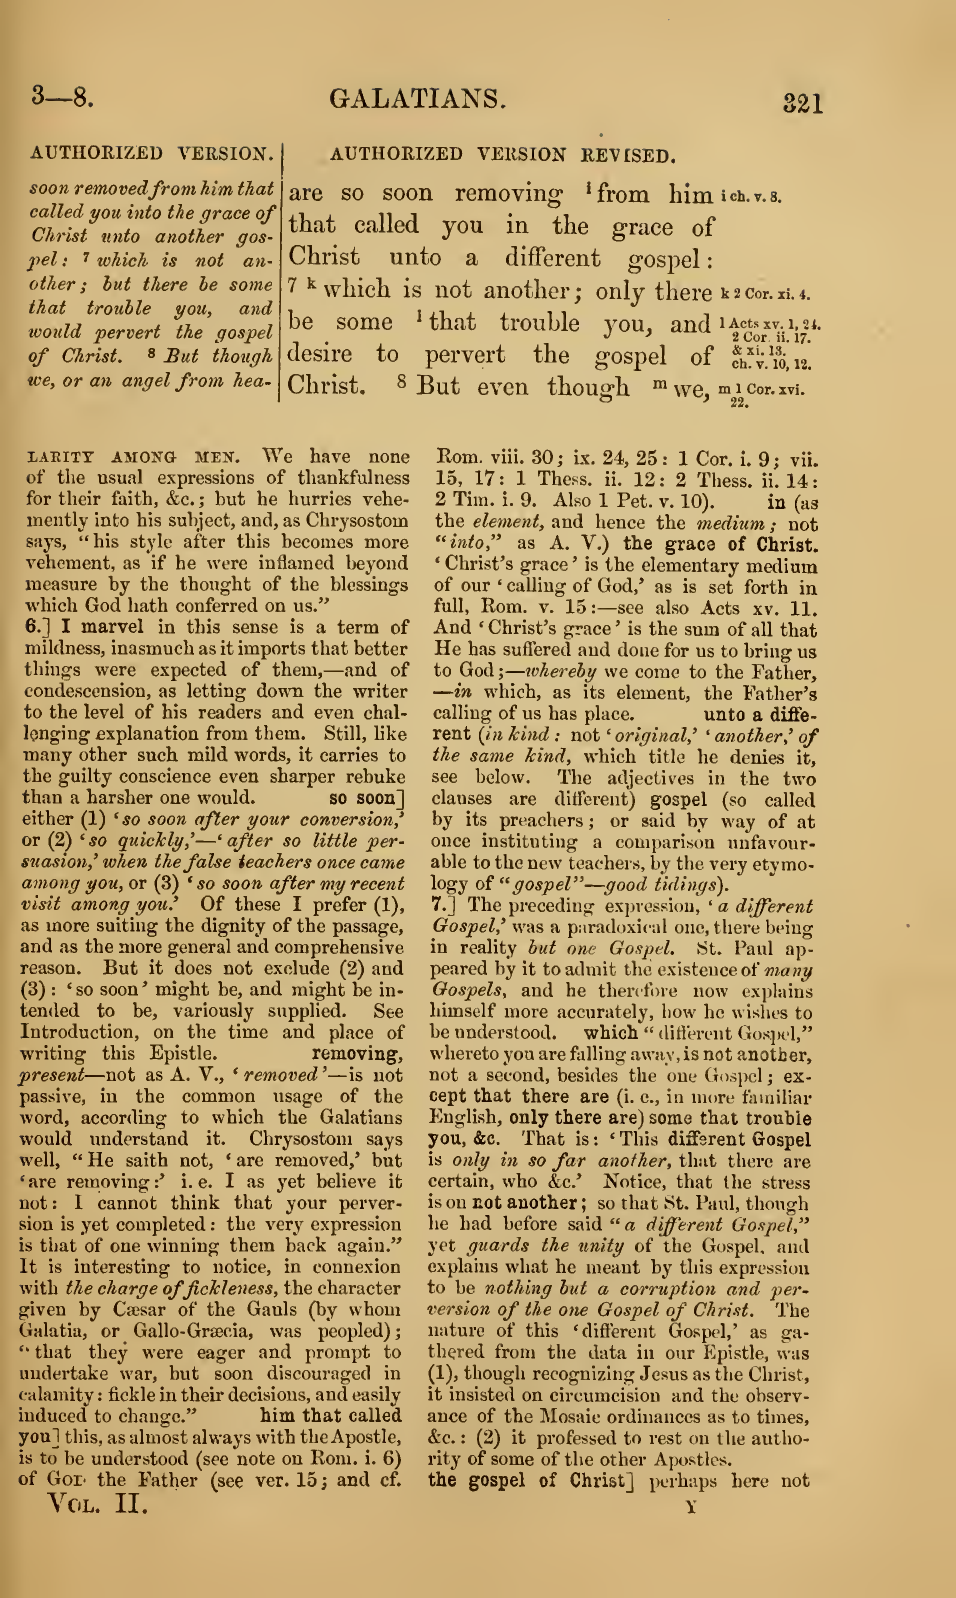 3—8.
GALATIANS.
321
AUTHORIZED VERSION.
soon removed from him that
called you into the grace of
Christ unto another gos-
pel: 7 which is not an-
other; but there be some
that trouble you, and
would pervert the gospel
of Christ. 8 But though
we, or an angel from hea-
AUTHORIZED VERSION REVISED.
are so soon removing i from him
that called you in the grace of
Christ unto a different gospel:
7 k which is not another; only there
be some l that trouble you, and
desire to pervert the gospel of
Christ. 8 But even though m we,
i ch. v. 8.
k 2 Cor. xi. 4.
l Acts xv. 1, 24.
2 Cor. ii. 17.
& xi. 13.
ch. v. 10, 12.
m 1 Cor. xvi.
22.
LARITY AMONG MEN. We have none
of the usual expressions of thankfulness
for their faith, &c.; but he hurries vehe-
mently into his subject, and, as Chrysostom
says, "his style after this becomes more
vehement, as if he were inflamed beyond
measure by the thought of the blessings
which God hath conferred on us."
6.] I marvel in this sense is a term of
mildness, inasmuch as it imports that better
things were expected of them,—and of
condescension, as letting down the writer
to the level of his readers and even chal-
lenging explanation from them. Still, like
many other such mild words, it carries to
the guilty conscience even sharper rebuke
than a harsher one would. so soon]
either (1) 'so soon after your conversion,'
or (2) 'so quickly,'—'after so little per-
suasion,' when the false teachers once came
among you, or (3) 'so soon after my recent
visit among you.' Of these I prefer (1),
as more suiting the dignity of the passage,
and as the more general and comprehensive
reason. But it does not exclude (2) and
(3): 'so soon' might be, and might be in-
tended to be, variously supplied. See
Introduction, on the time and place of
writing this Epistle. removing,
present—not as A. V., 'removed'—is not
passive, in the common usage of the
word, according to which the Galatians
would understand it. Chrysostom says
well, "He saith not, 'are removed,' but
'are removing:' i. e. I as yet believe it
not: I cannot think that your perver-
sion is yet completed: the very expression
is that of one winning them back again."
It is interesting to notice, in connexion
with the charge of fickleness, the character
given by Cæsar of the Gauls (by whom
Galatia, or Gallo-Græcia, was peopled);
"that they were eager and prompt to
undertake war, but soon discouraged in
calamity: fickle in their decisions, and easily
induced to change." him that called
you] this, as almost always with the Apostle,
is to be understood (see note on Rom. i. 6)
of GOD the Father (see ver. 15; and cf.
VOL. II.
Rom. viii. 30; ix. 24, 25: 1 Cor. i. 9; vii.
15, 17: 1 Thess. ii. 12: 2 Thess. ii. 14:
2 Tim. i. 9. Also 1 Pet. v. 10). in (as
the element, and hence the medium; not
"into," as A. V.) the grace of Christ.
'Christ's grace' is the elementary medium
of our 'calling of God,' as is set forth in
full, Rom. v. 15:—see also Acts xv. 11.
And 'Christ's grace' is the sum of all that
He has suffered and done for us to bring us
to God;—whereby we come to the Father,
—in which, as its element, the Father's
calling of us has place. unto a diffe-
rent (in kind: not 'original,' 'another,' of
the same kind, which title he denies it,
see below. The adjectives in the two
clauses are different) gospel (so called
by its preachers; or said by way of at
once instituting a comparison unfavour-
able to the new teachers, by the very etymo-
logy of "gospel"—good tidings).
7.] The preceding expression, 'a different
Gospel,' was a paradoxical one, there being
in reality but one Gospel. St. Paul ap-
peared by it to admit the existence of many
Gospels, and he therefore now explains
himself more accurately, how he wishes to
be understood. which "different Gospel,"
whereto you are falling away, is not another,
not a second, besides the one Gospel; ex-
cept that there are (i. e., in more familiar
English, only there are) some that trouble
you, &c. That is: 'This different Gospel
is only in so far another, that there are
certain, who &c.' Notice, that the stress
is on not another; so that St. Paul, though
he had before said "a different Gospel,"
yet guards the unity of the Gospel, and
explains what he meant by this expression
to be nothing but a corruption and per-
version of the one Gospel of Christ. The
nature of this 'different Gospel,' as ga-
thered from the data in our Epistle, was
(1), though recognizing Jesus as the Christ,
it insisted on circumcision and the observ-
ance of the Mosaic ordinances as to times,
&c.: (2) it professed to rest on the autho-
rity of some of the other Apostles.
the gospel of Christ] perhaps here not
Y